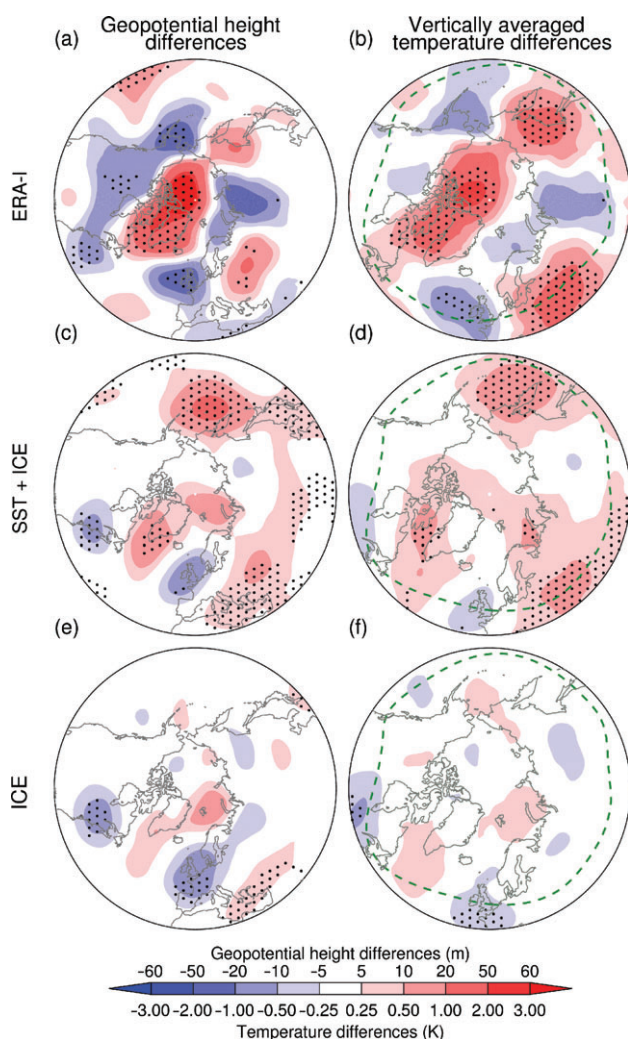 Geopotential height
differences
Vertically averaged
temperature differences
(a)
(b)
ERA-I
(c)
(d)
SST + ICE
(e)
(f)
ICE
Geopotential height differences (m)
−60 −50 −20 −10 −5 5 10 20 50 60
−3.00 −2.00 −1.00 −0.50 −0.25 0.25 0.50 1.00 2.00 3.00
Temperature differences (K)